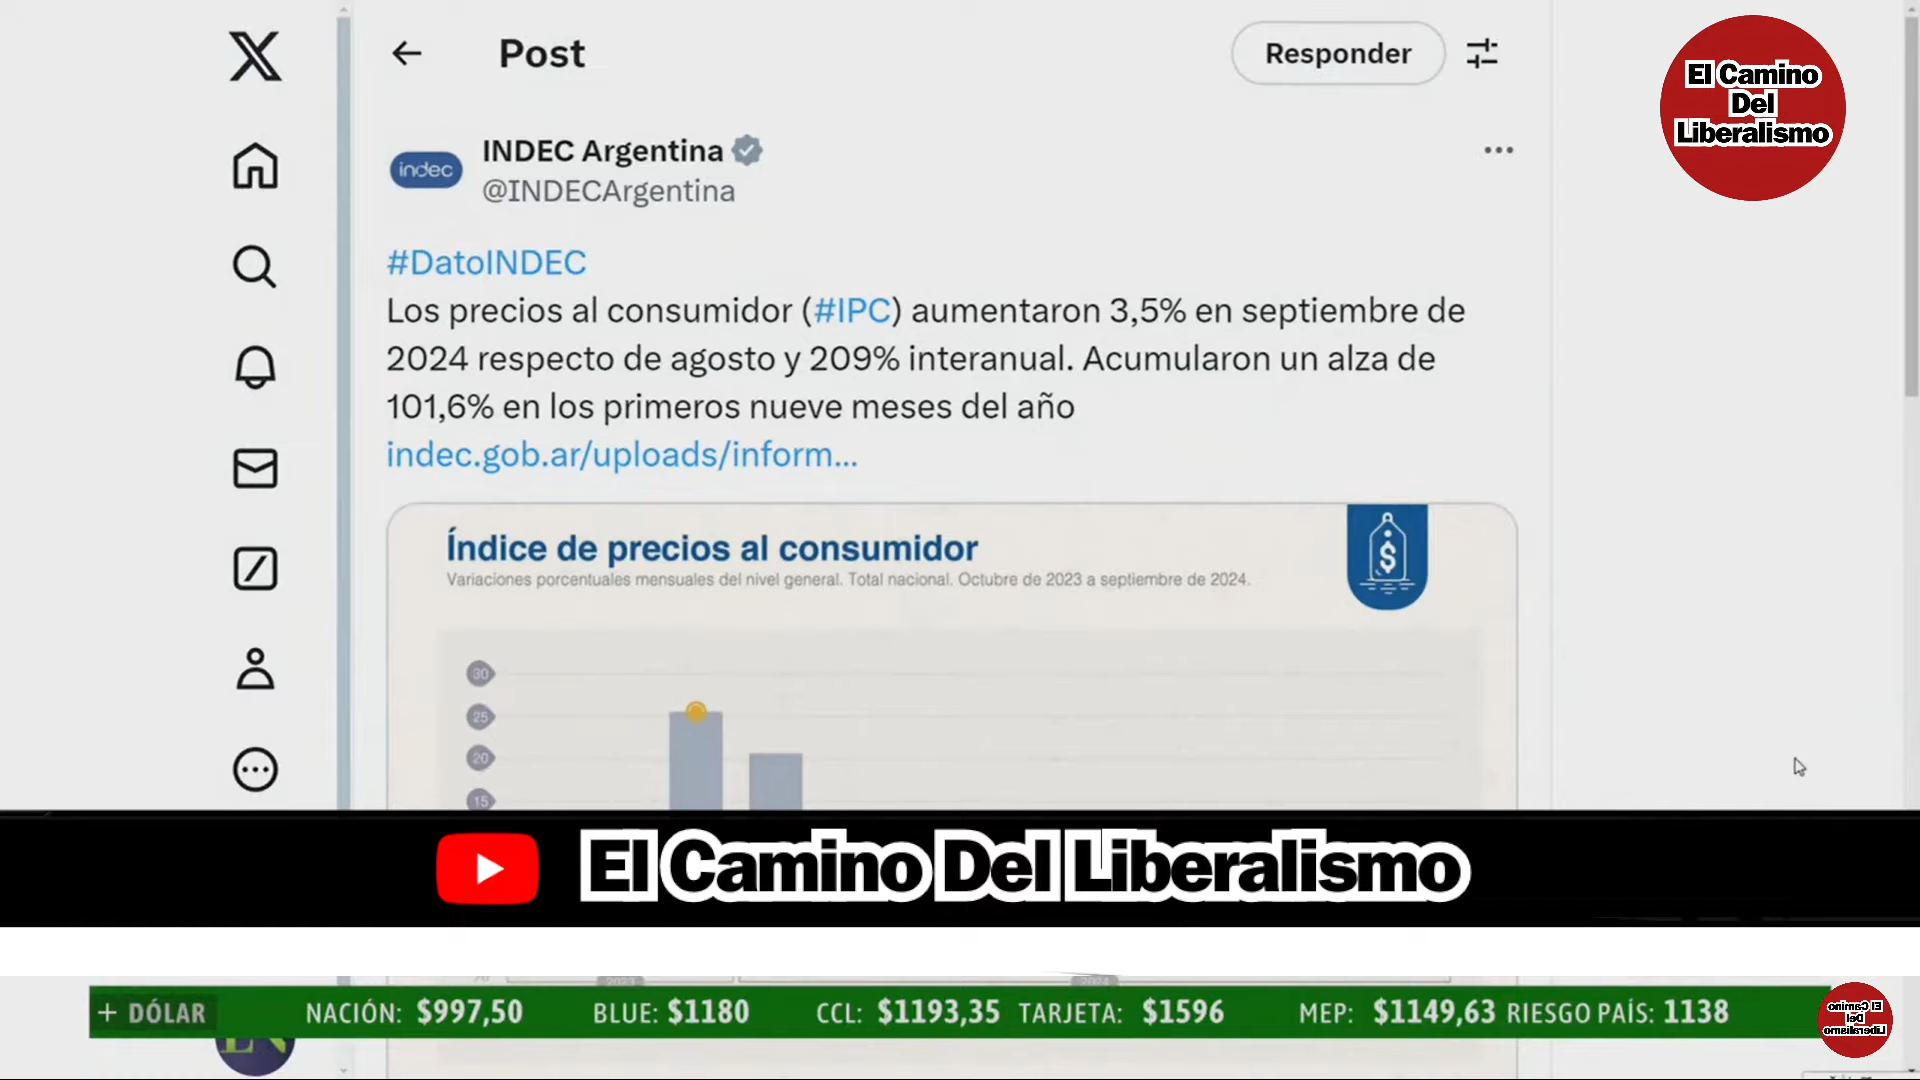 Post
Responder
El Camino
Del
Liberalismo
indec
INDEC Argentina
@INDECArgentina
#DatoINDEC
Los precios al consumidor (#IPC) aumentaron 3,5% en septiembre de
2024 respecto de agosto y 209% interanual. Acumularon un alza de
101,6% en los primeros nueve meses del año
indec.gob.ar/uploads/inform...
Índice de precios al consumidor
Variaciones porcentuales mensuales del nivel general. Total nacional. Octubre de 2023 a septiembre de 2024.
$
30
25
20
15
El Camino Del Liberalismo
+ DÓLAR NACIÓN: $997,50 BLUE: $1180 CCL: $1193,35 TARJETA: $1596 MEP: $1149,63 RIESGO PAÍS: 1138
El Camino
Del
Liberalismo